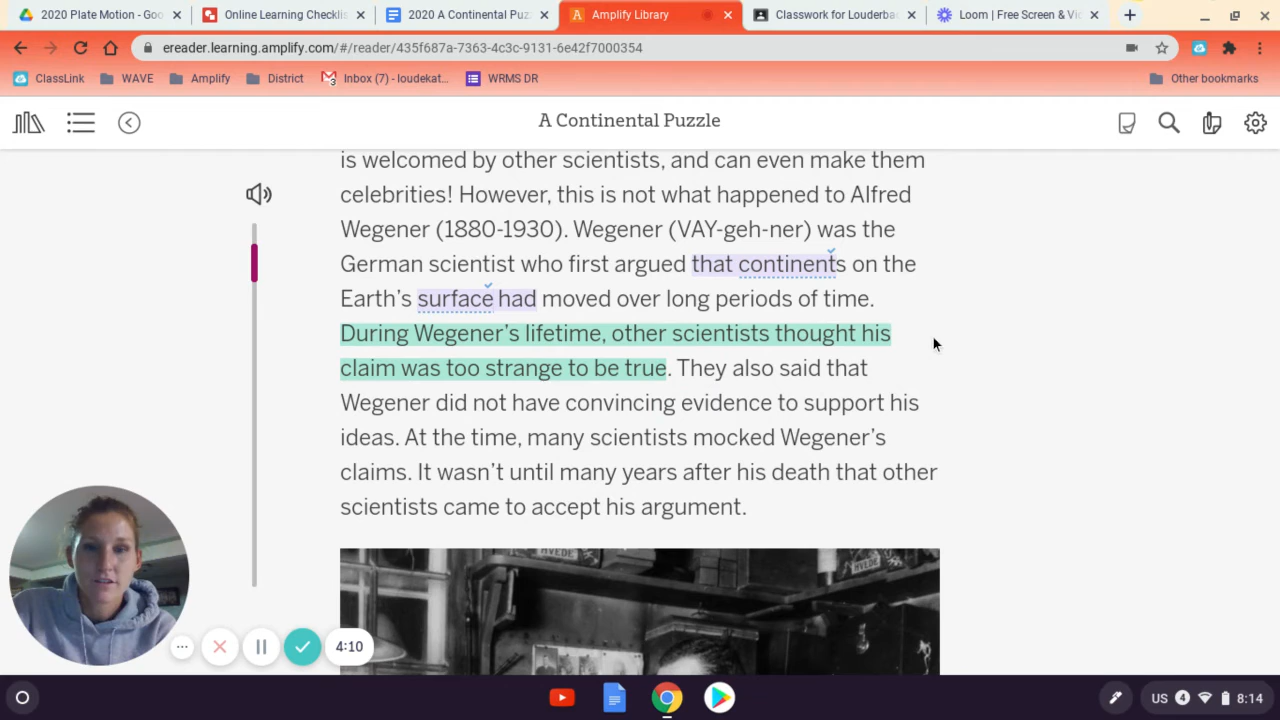 2020 Plate Motion - Goo
Online Learning Checklis
2020 A Continental Puz
Amplify Library
Classwork for Louderba
Loom | Free Screen & Vi
ereader.learning.amplify.com/#/reader/435f687a-7363-4c3c-9131-6e42f7000354
ClassLink
WAVE
Amplify
District
Inbox (7) - loudekat...
WRMS DR
Other bookmarks
A Continental Puzzle
is welcomed by other scientists, and can even make them
celebrities! However, this is not what happened to Alfred
Wegener (1880-1930). Wegener (VAY-geh-ner) was the
German scientist who first argued that continents on the
Earth’s surface had moved over long periods of time.
During Wegener’s lifetime, other scientists thought his
claim was too strange to be true. They also said that
Wegener did not have convincing evidence to support his
ideas. At the time, many scientists mocked Wegener’s
claims. It wasn’t until many years after his death that other
scientists came to accept his argument.
HVEDE
HVEDE
4:10
US 4 8:14